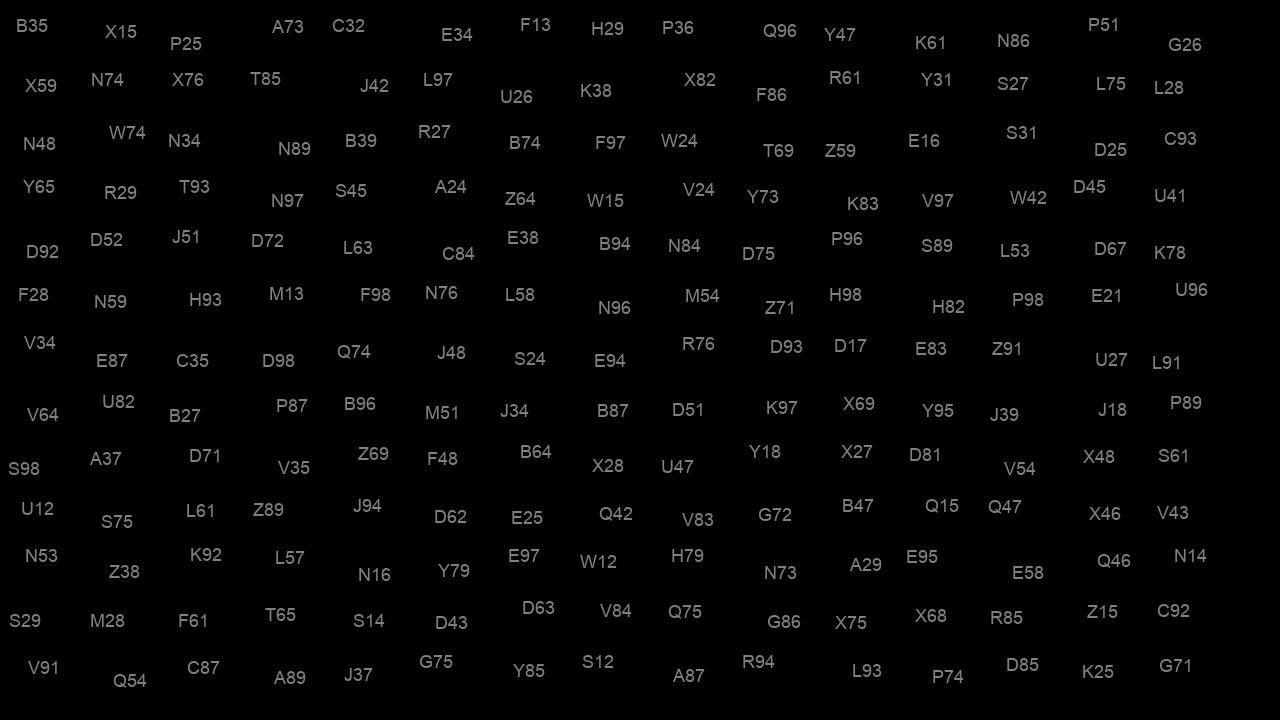 B35 X15 P25 A73 C32 E34 F13 H29 P36 Q96 Y47 K61 N86 P51 G26
X59 N74 X76 T85 J42 L97 U26 K38 X82 F86 R61 Y31 S27 L75 L28
N48 W74 N34 N89 B39 R27 B74 F97 W24 T69 Z59 E16 S31 D25 C93
Y65 R29 T93 N97 S45 A24 Z64 W15 V24 Y73 K83 V97 W42 D45 U41
D92 D52 J51 D72 L63 C84 E38 B94 N84 D75 P96 S89 L53 D67 K78
F28 N59 H93 M13 F98 N76 L58 N96 M54 Z71 H98 H82 P98 E21 U96
V34 E87 C35 D98 Q74 J48 S24 E94 R76 D93 D17 E83 Z91 U27 L91
V64 U82 B27 P87 B96 M51 J34 B87 D51 K97 X69 Y95 J39 J18 P89
S98 A37 D71 V35 Z69 F48 B64 X28 U47 Y18 X27 D81 V54 X48 S61
U12 S75 L61 Z89 J94 D62 E25 Q42 V83 G72 B47 Q15 Q47 X46 V43
N53 Z38 K92 L57 N16 Y79 E97 W12 H79 N73 A29 E95 E58 Q46 N14
S29 M28 F61 T65 S14 D43 D63 V84 Q75 G86 X75 X68 R85 Z15 C92
V91 Q54 C87 A89 J37 G75 Y85 S12 A87 R94 L93 P74 D85 K25 G71